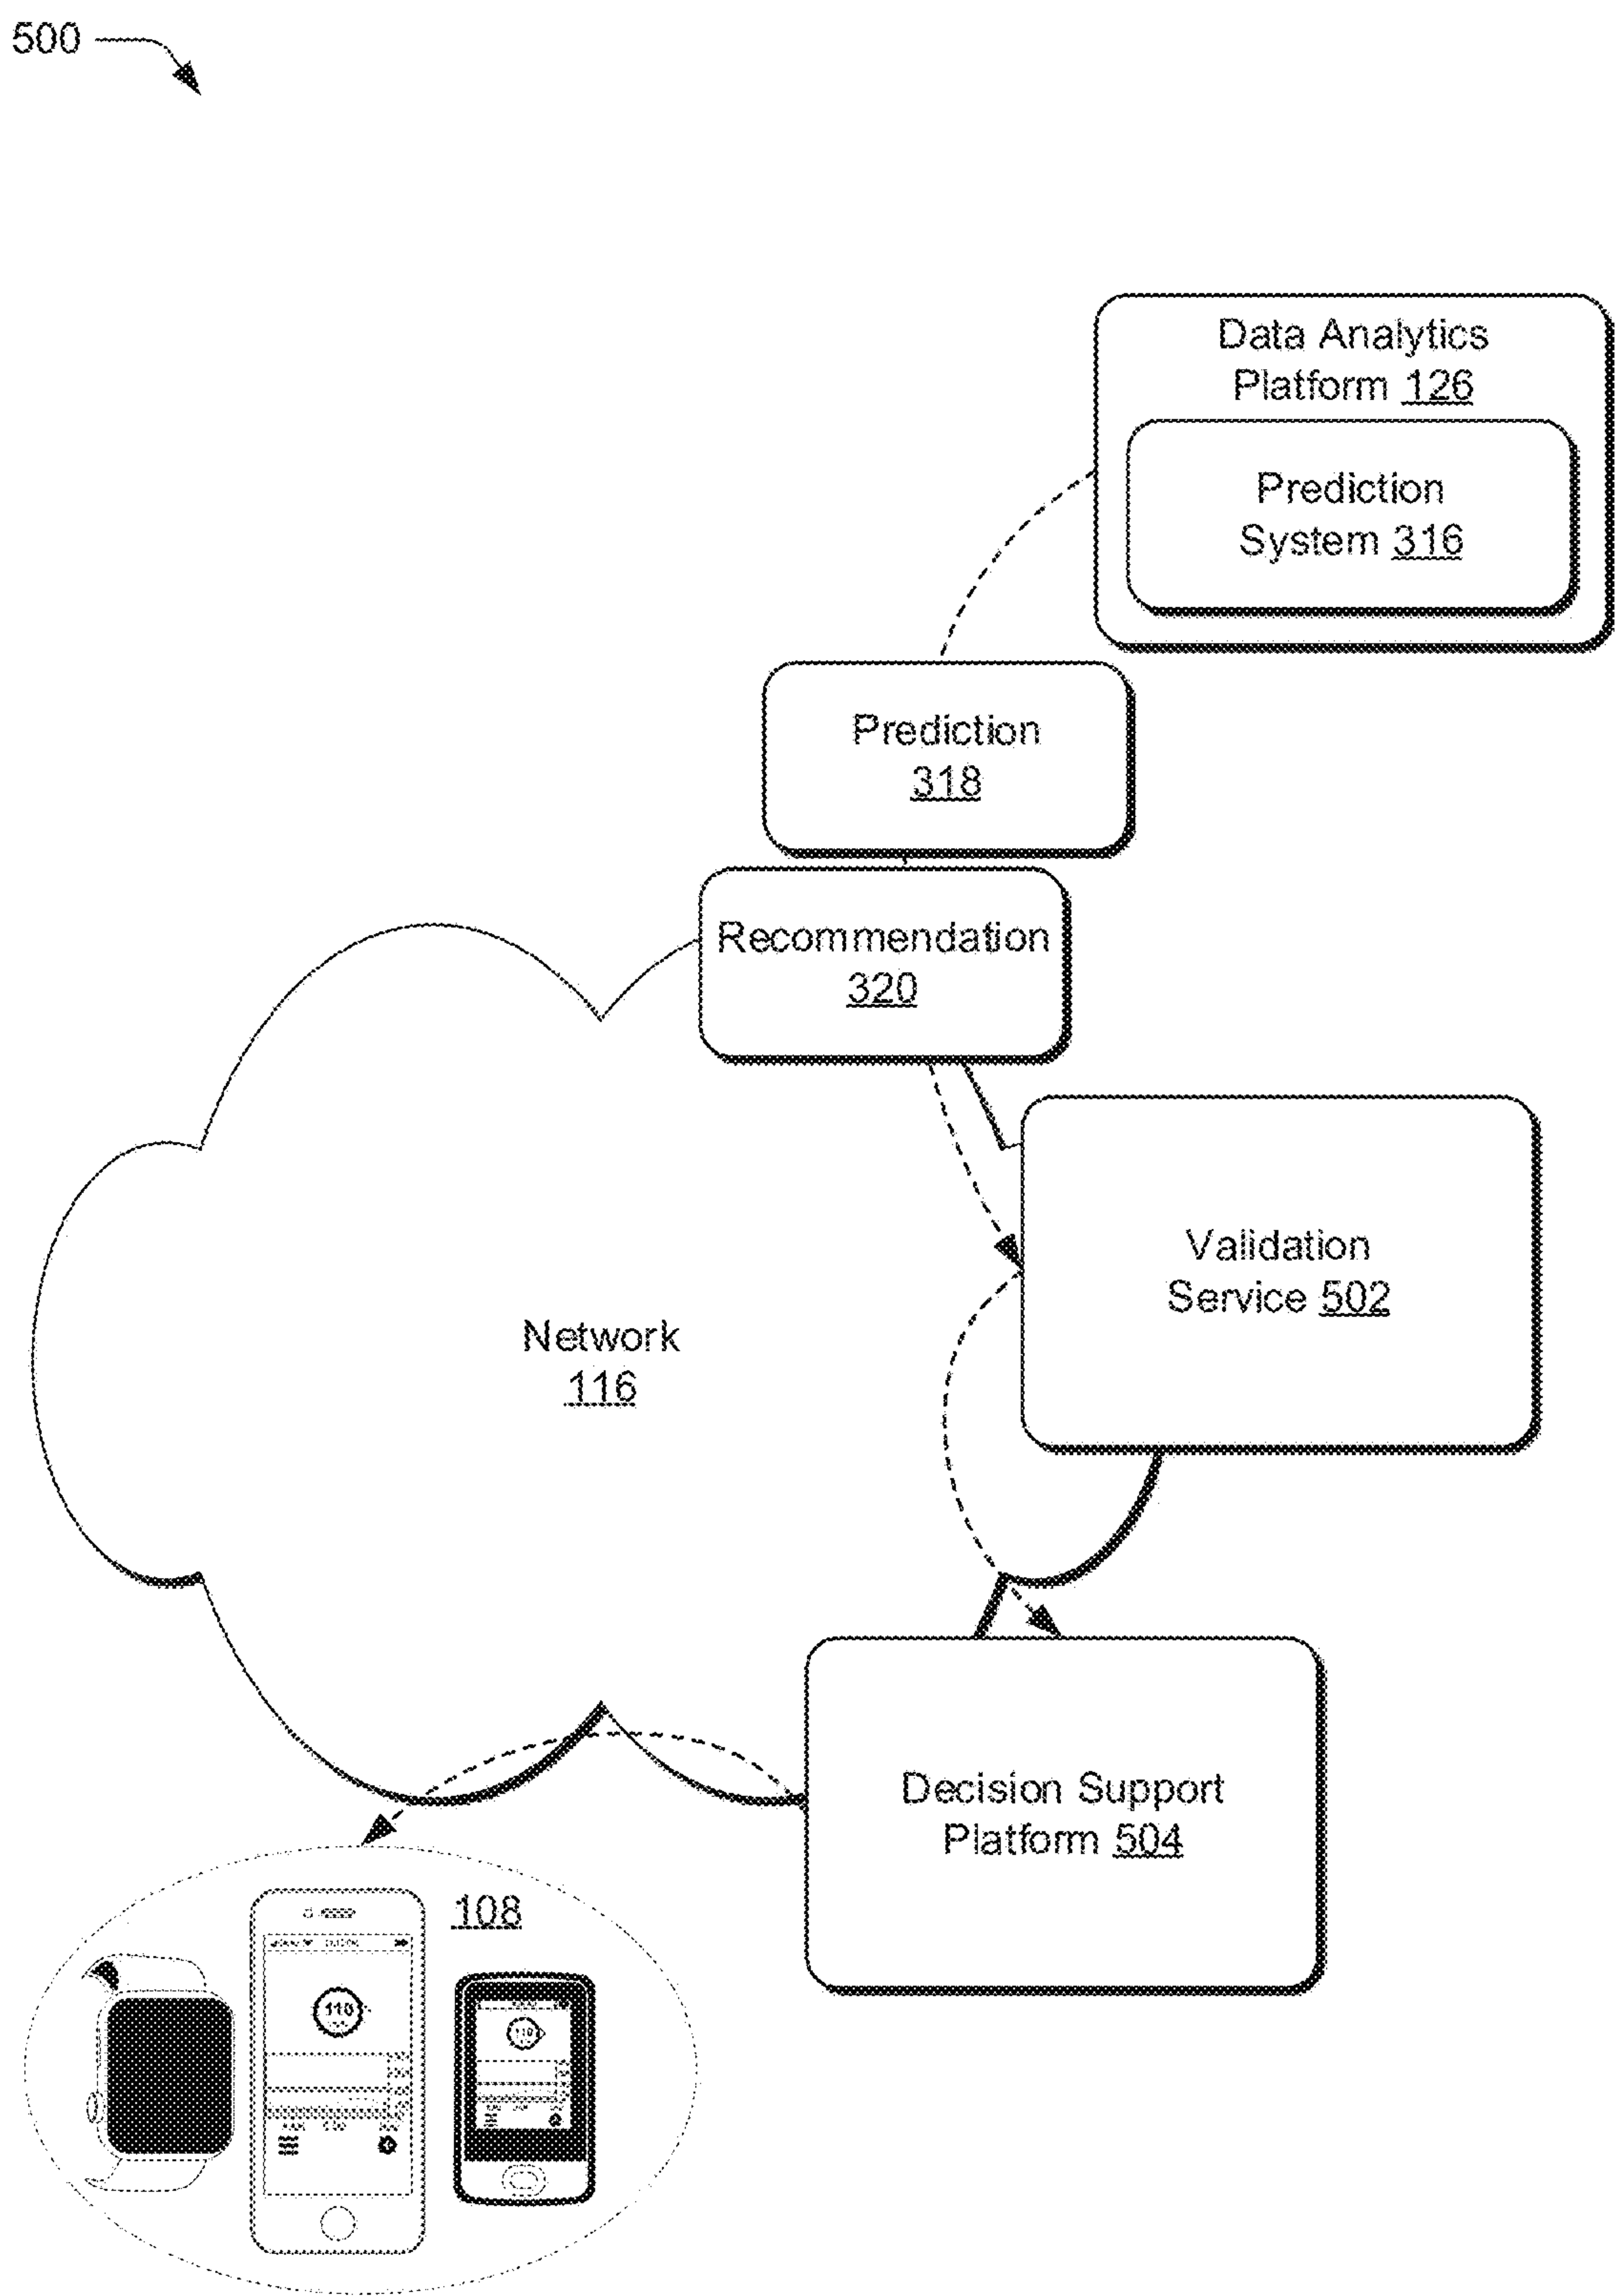 500
Data Analytics
Platform 126
Prediction
System 316
Prediction
318
Recommendation
320
Validation
Service 502
Network
116
Decision Support
Platform 504
108
110
110